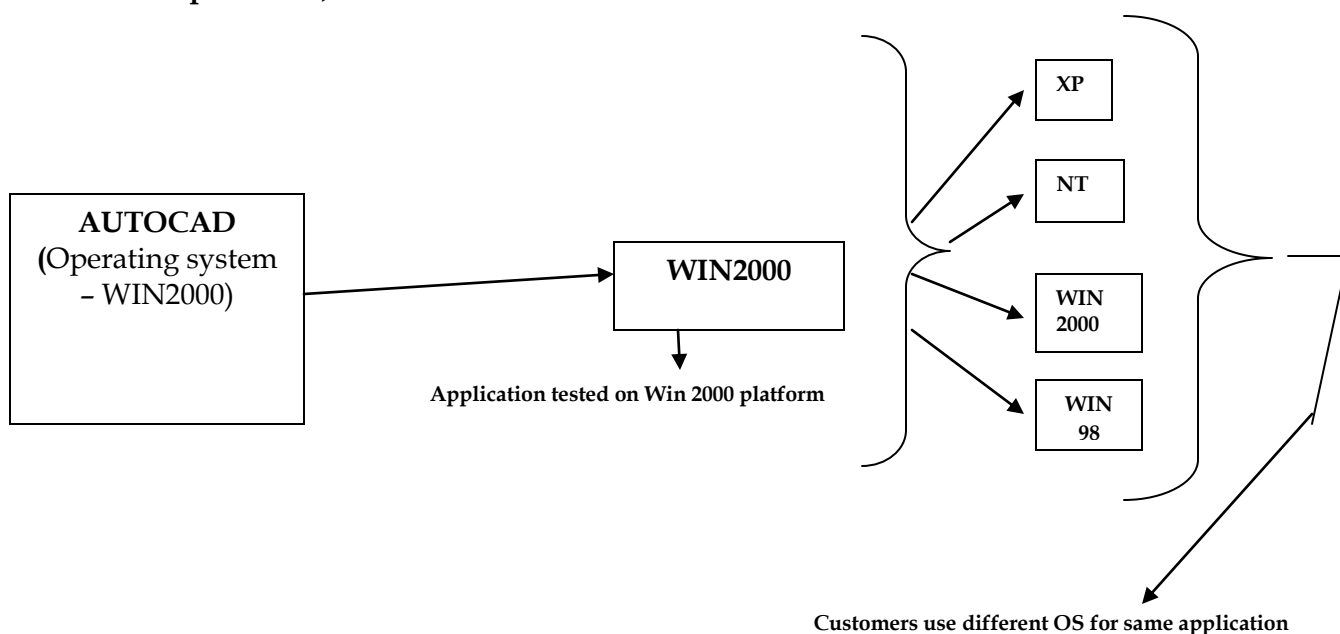 AUTOCAD
(Operating system
– WIN2000)
WIN2000
Application tested on Win 2000 platform
XP
NT
WIN
2000
WIN
98
Customers use different OS for same application